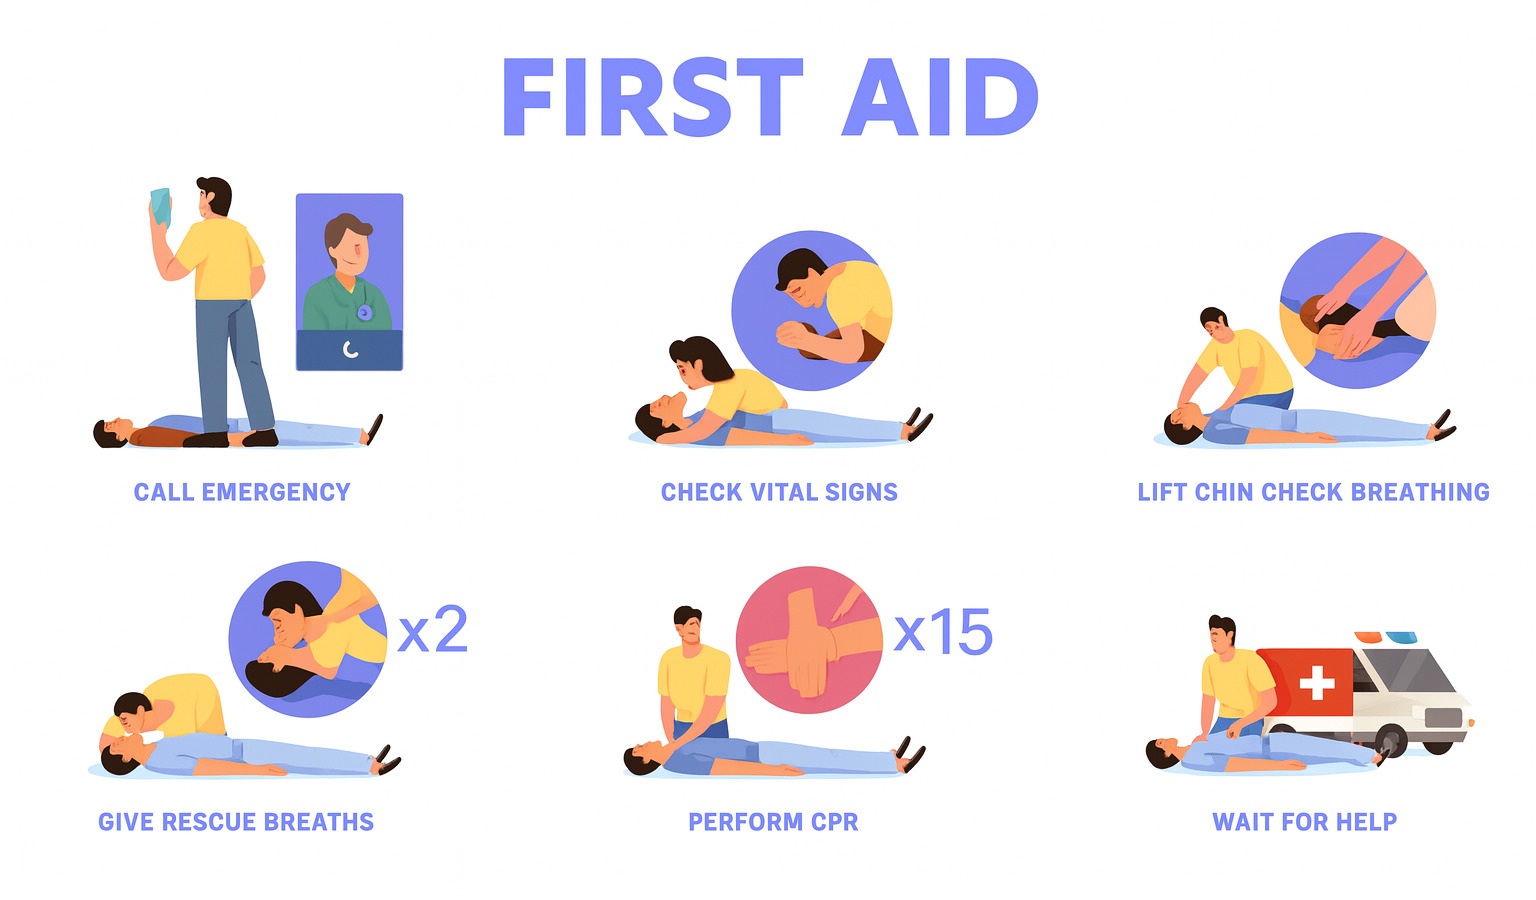 FIRST AID
CALL EMERGENCY
CHECK VITAL SIGNS
LIFT CHIN CHECK BREATHING
x2
GIVE RESCUE BREATHS
x15
PERFORM CPR
WAIT FOR HELP